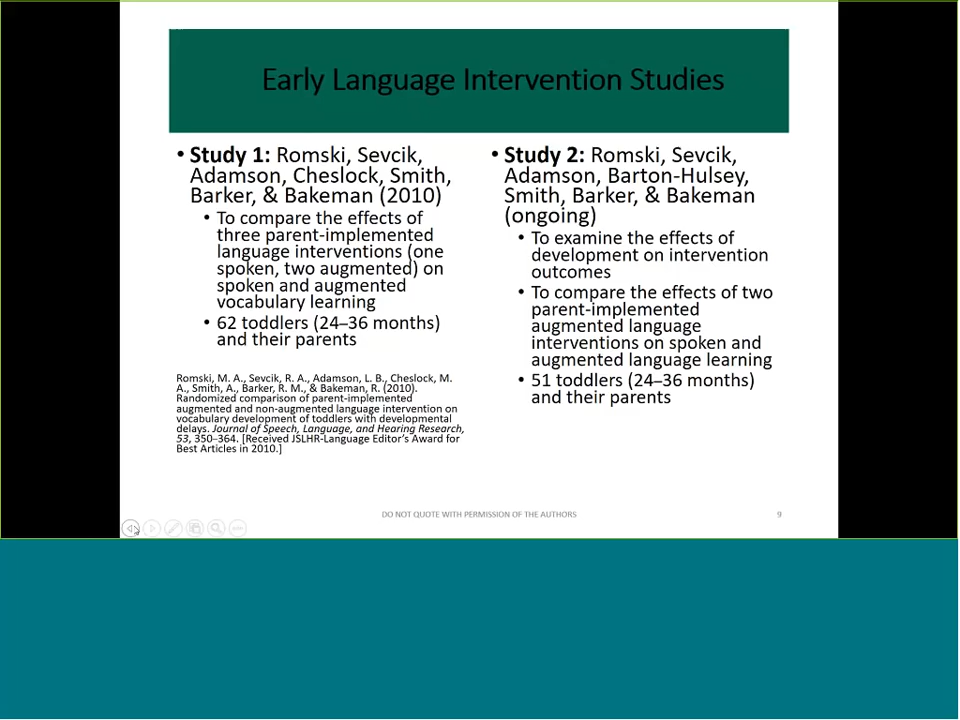 Early Language Intervention Studies
• Study 1: Romski, Sevcik,
Adamson, Cheslock, Smith,
Barker, & Bakeman (2010)
• To compare the effects of
three parent-implemented
language interventions (one
spoken, two augmented) on
spoken and augmented
vocabulary learning
• 62 toddlers (24–36 months)
and their parents
Romski, M. A., Sevcik, R. A., Adamson, L. B., Cheslock, M.
A., Smith, A., Barker, R. M., & Bakeman, R. (2010).
Randomized comparison of parent-implemented
augmented and non-augmented language intervention on
vocabulary development of toddlers with developmental
delays. Journal of Speech, Language, and Hearing Research,
53, 350–364. [Received JSLHR-Language Editor’s Award for
Best Articles in 2010.]
• Study 2: Romski, Sevcik,
Adamson, Barton-Hulsey,
Smith, Barker, & Bakeman
(ongoing)
• To examine the effects of
development on intervention
outcomes
• To compare the effects of two
parent-implemented
augmented language
interventions on spoken and
augmented language learning
• 51 toddlers (24–36 months)
and their parents
DO NOT QUOTE WITH PERMISSION OF THE AUTHORS
9